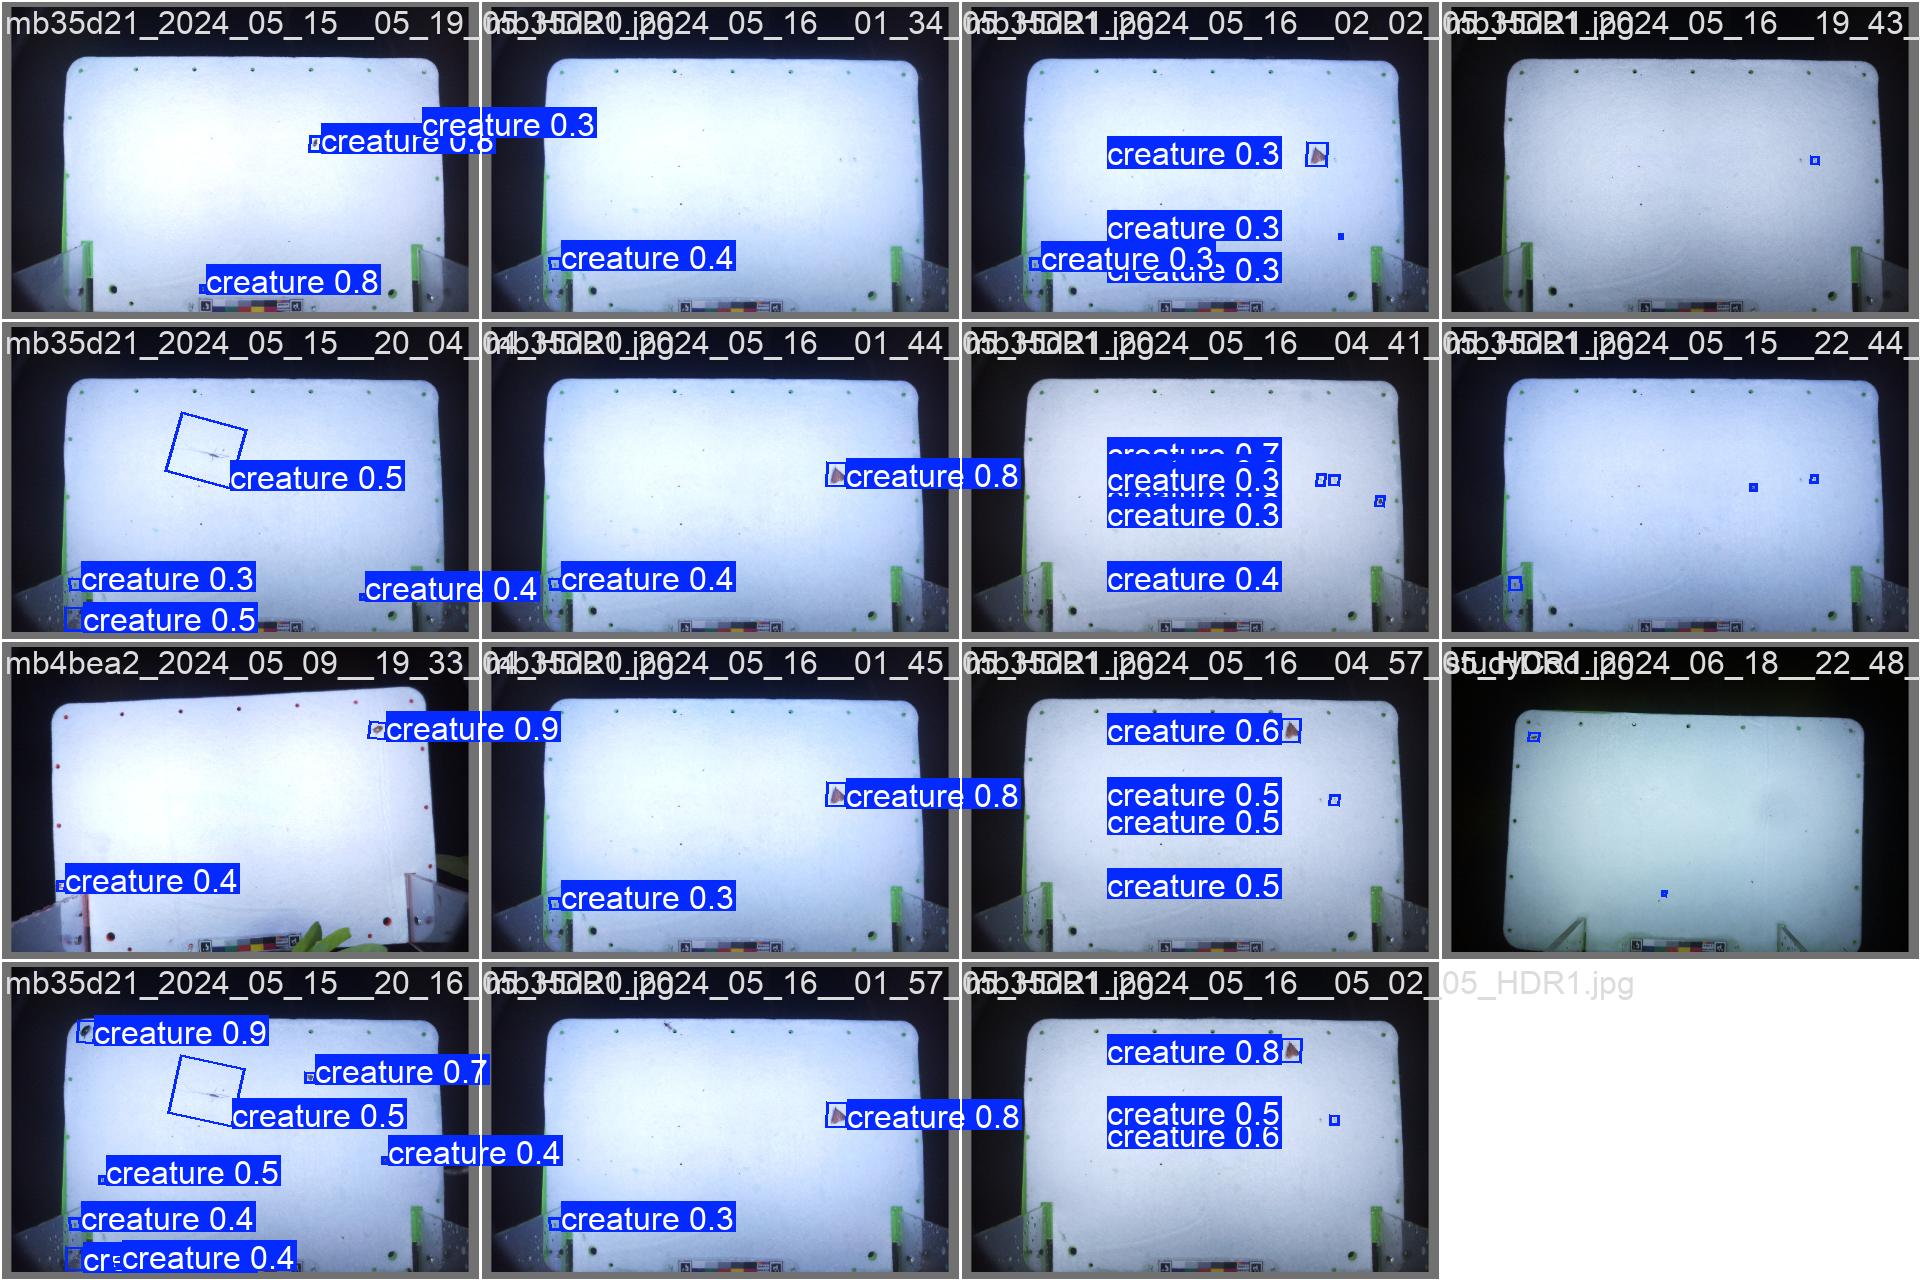 mb35d21_2024_05_15__05_19_05_HDR0.jpg
mb35d21_2024_05_16__01_34_05_HDR1.jpg
mb35d21_2024_05_16__02_02_05_HDR1.jpg
mb35d21_2024_05_16__19_43_
creature 0.3
creature 0.8
creature 0.8
creature 0.4
creature 0.3
creature 0.3
creature 0.3
creature 0.3
mb35d21_2024_05_15__20_04_04_HDR0.jpg
mb35d21_2024_05_16__01_44_05_HDR1.jpg
mb35d21_2024_05_16__04_41_05_HDR1.jpg
mb35d21_2024_05_15__22_44_
creature 0.5
creature 0.3
creature 0.4
creature 0.5
creature 0.8
creature 0.4
creature 0.7
creature 0.3
creature 0.3
creature 0.4
mb4bea2_2024_05_09__19_33_04_HDR0.jpg
mb35d21_2024_05_16__01_45_05_HDR1.jpg
mb35d21_2024_05_16__04_57_05_HDR1.jpg
2024_06_18__22_48_
creature 0.9
creature 0.4
creature 0.8
creature 0.3
creature 0.6
creature 0.5
creature 0.5
creature 0.5
mb35d21_2024_05_15__20_16_05_HDR0.jpg
mb35d21_2024_05_16__01_57_05_HDR1.jpg
mb35d21_2024_05_16__05_02_05_HDR1.jpg
creature 0.9
creature 0.7
creature 0.5
creature 0.4
creature 0.5
creature 0.4
creature 0.4
creature 0.8
creature 0.3
creature 0.8
creature 0.5
creature 0.6